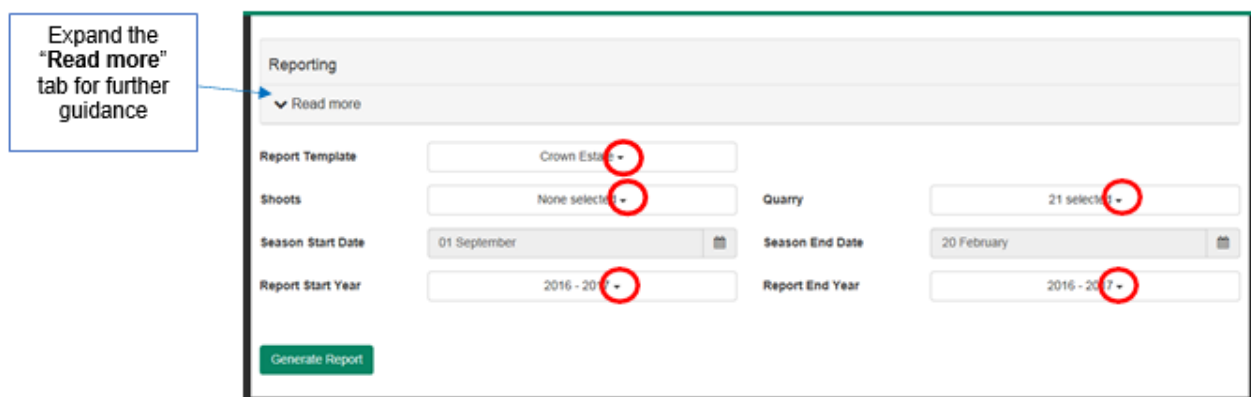 Expand the
“Read more”
tab for further
guidance
Reporting
Read more
Report Template
Crown Estate
Shoots
None selected
Quarry
21 selected
Season Start Date
01 September
Season End Date
20 February
Report Start Year
2016 - 2017
Report End Year
2016 - 2017
Generate Report